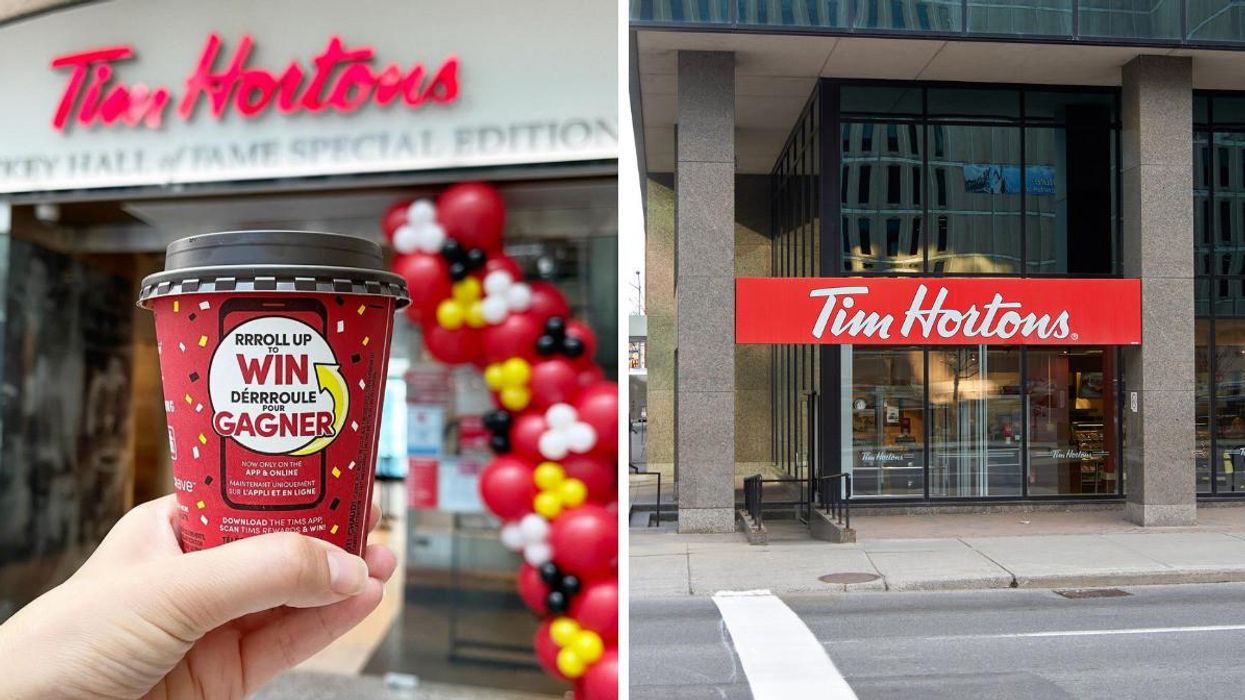 Tim Hortons
KEY HALL of FAME SPECIAL EDITION
RRROLL UP
TO
WIN
DÉRRROULE
POUR
GAGNER
NOW ONLY ON THE
APP & ONLINE
MAINTENANT UNIQUEMENT
SUR L'APPLI ET EN LIGNE
DOWNLOAD THE TIMS APP,
SCAN TIMS REWARDS & WIN!
Tim Hortons®
Tim Hortons
Tim Hortons